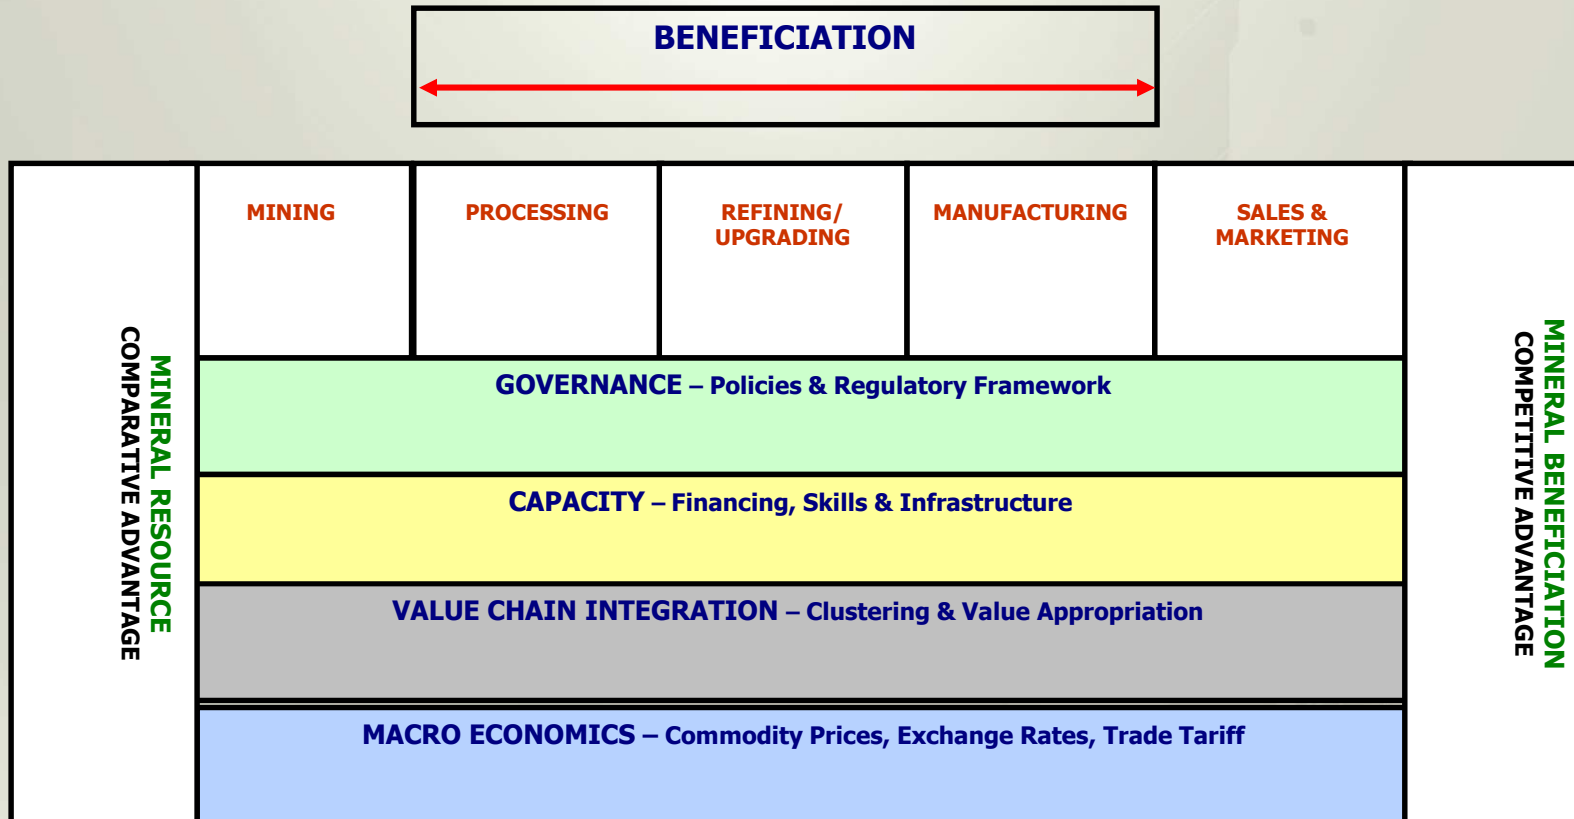 BENEFICIATION
MINING
PROCESSING
REFINING/
UPGRADING
MANUFACTURING
SALES &
MARKETING
MINERAL RESOURCE
COMPARATIVE ADVANTAGE
GOVERNANCE – Policies & Regulatory Framework
CAPACITY – Financing, Skills & Infrastructure
VALUE CHAIN INTEGRATION – Clustering & Value Appropriation
MACRO ECONOMICS – Commodity Prices, Exchange Rates, Trade Tariff
MINERAL BENEFICIATION
COMPETITIVE ADVANTAGE